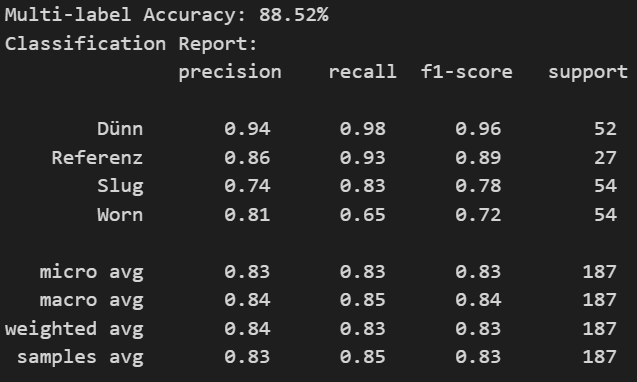 Multi-label Accuracy: 88.52%
Classification Report:
precision recall f1-score support
Dünn 0.94 0.98 0.96 52
Referenz 0.86 0.93 0.89 27
Slug 0.74 0.83 0.78 54
Worn 0.81 0.65 0.72 54
micro avg 0.83 0.83 0.83 187
macro avg 0.84 0.85 0.84 187
weighted avg 0.84 0.83 0.83 187
samples avg 0.83 0.85 0.83 187